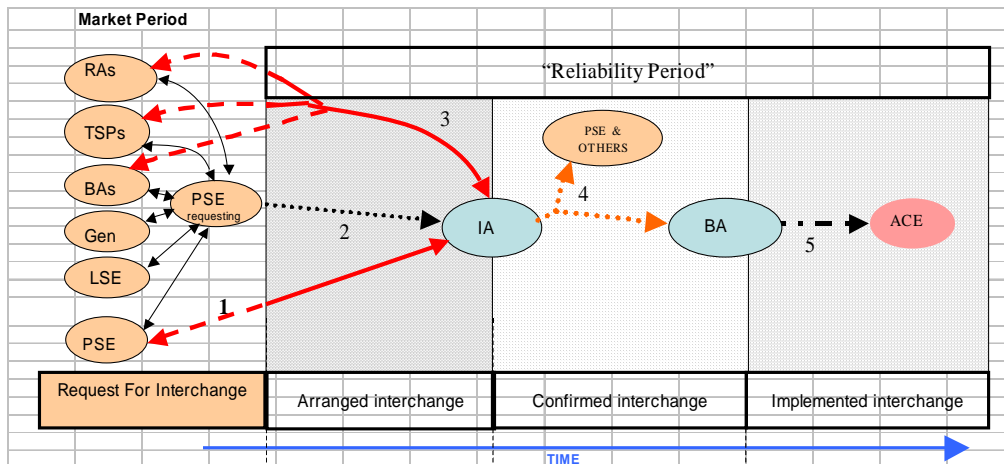 Market Period
“Reliability Period”
RAs
TSPs
BAs
Gen
LSE
PSE
PSE
requesting
1
2
3
IA
PSE &
OTHERS
4
BA
5
ACE
Request For Interchange
Arranged interchange
Confirmed interchange
Implemented interchange
TIME